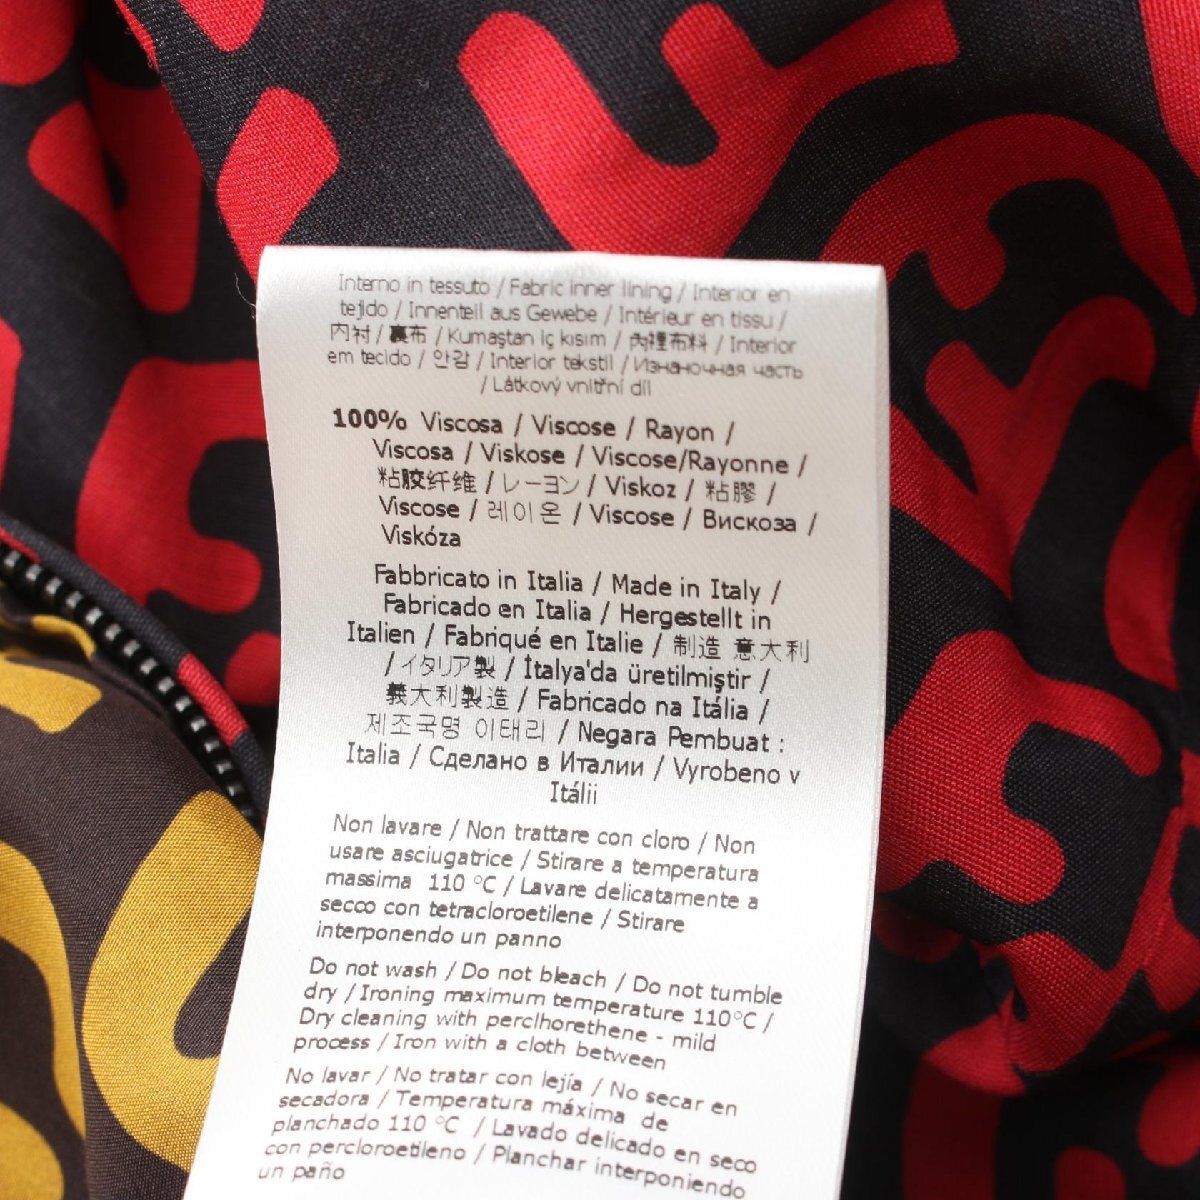 Interno in tessuto / Fabric inner lining / Interior en
tejido / Innenteil aus Gewebe / Intérieur en tissu /
内衬 / 裏布 / Kumaştan iç kısım / 內裡布料 / Interior
em tecido / 안감 / Interior tekstil / Изнаночная часть
/ Látkový vnitřní díl
100% Viscosa / Viscose / Rayon /
Viscosa / Viskose / Viscose/Rayonne /
粘胶纤维 / レーヨン / Viskoz / 粘膠 /
Viscose / 레이온 / Viscose / Вискоза /
Viskóza
Fabbricato in Italia / Made in Italy /
Fabricado en Italia / Hergestellt in
Italien / Fabriqué en Italie / 制造 意大利
/ イタリア製 / İtalya'da üretilmiştir /
義大利製造 / Fabricado na Itália /
제조국명 이태리 / Negara Pembuat :
Italia / Сделано в Италии / Vyrobeno v
Itálii
Non lavare / Non trattare con cloro / Non
usare asciugatrice / Stirare a temperatura
massima 110 °C / Lavare delicatamente a
secco con tetracloroetilene / Stirare
interponendo un panno
Do not wash / Do not bleach / Do not tumble
dry / Ironing maximum temperature 110°C /
Dry cleaning with perclhorethene - mild
process / Iron with a cloth between
No lavar / No tratar con lejía / No secar en
secadora / Temperatura máxima de
planchado 110 °C / Lavado delicado en seco
con percloroetileno / Planchar interponiendo
un paño